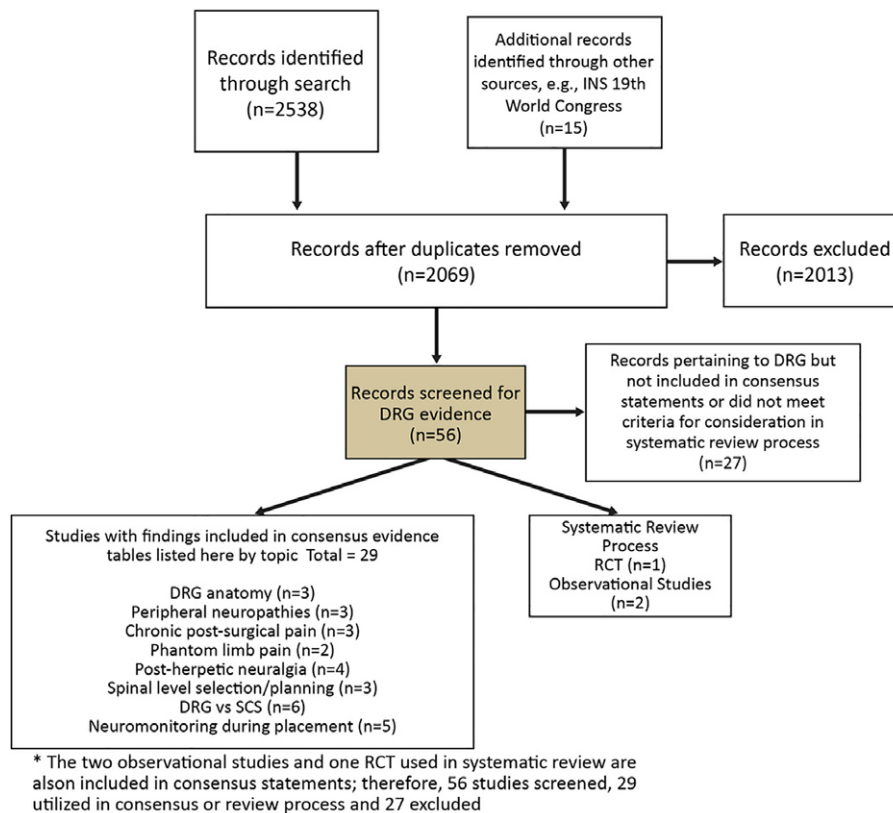 Records identified
through search
(n=2538)
Additional records
identified through other
sources, e.g., INS 19th
World Congress
(n=15)
Records after duplicates removed
(n=2069)
Records excluded
(n=2013)
Records screened for
DRG evidence
(n=56)
Records pertaining to DRG but
not included in consensus
statements or did not meet
criteria for consideration in
systematic review process
(n=27)
Studies with findings included in consensus evidence
tables listed here by topic Total = 29
DRG anatomy (n=3)
Peripheral neuropathies (n=3)
Chronic post-surgical pain (n=3)
Phantom limb pain (n=2)
Post-herpetic neuralgia (n=4)
Spinal level selection/planning (n=3)
DRG vs SCS (n=6)
Neuromonitoring during placement (n=5)
Systematic Review
Process
RCT (n=1)
Observational Studies
(n=2)
* The two observational studies and one RCT used in systematic review are
alson included in consensus statements; therefore, 56 studies screened, 29
utilized in consensus or review process and 27 excluded